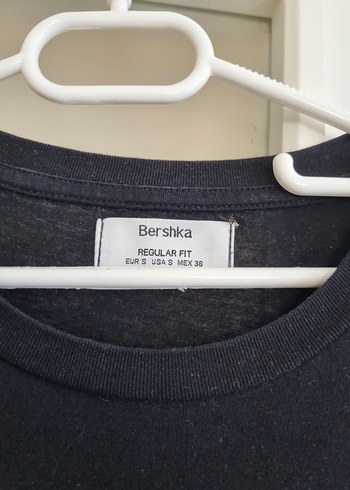 Bershka
REGULAR FIT
EUR S USA S MEX 36